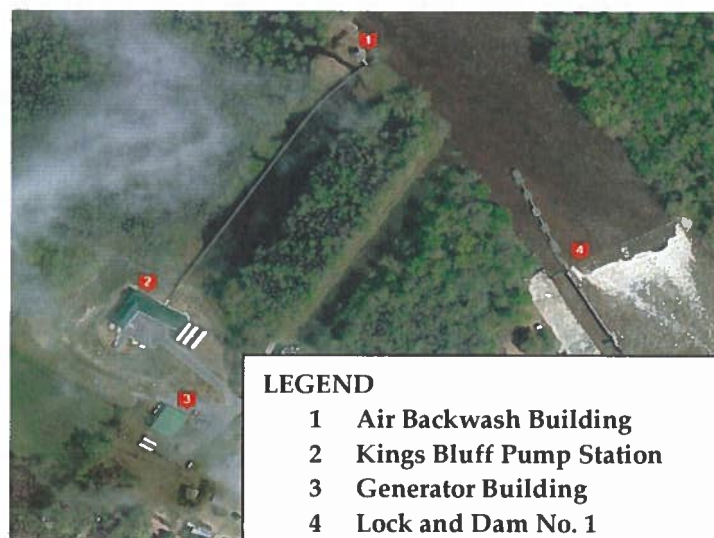 1
2
3
4
LEGEND
1 Air Backwash Building
2 Kings Bluff Pump Station
3 Generator Building
4 Lock and Dam No. 1